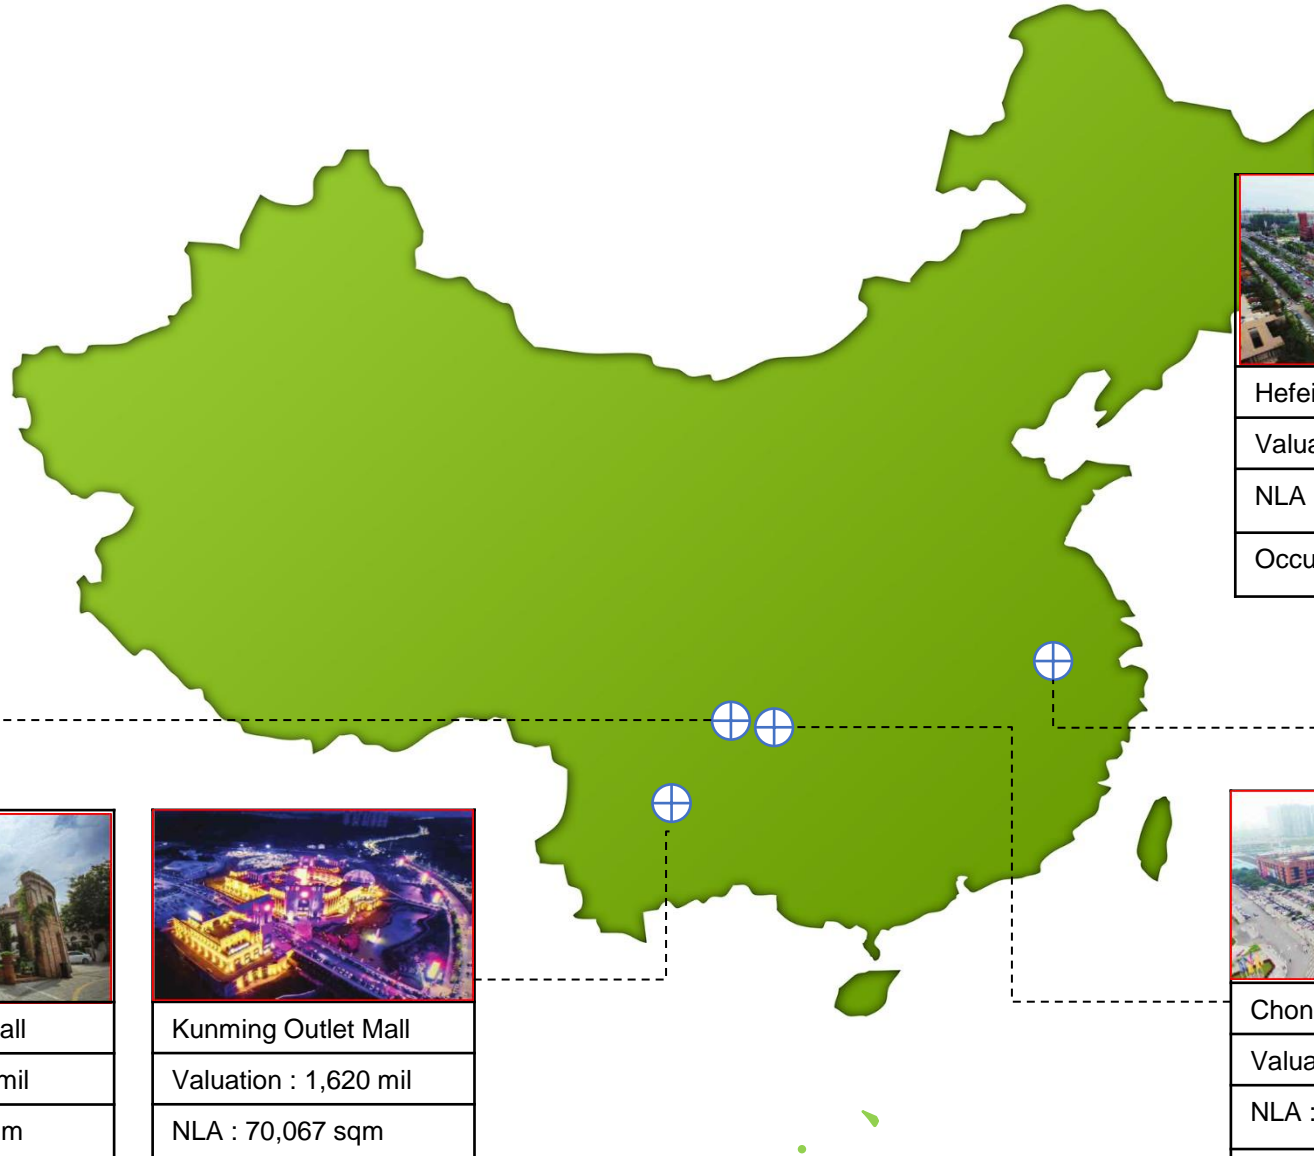 Hefei
Valua
NLA
Occu
all
mil
m
Kunming Outlet Mall
Valuation : 1,620 mil
NLA : 70,067 sqm
Chon
Valua
NLA :